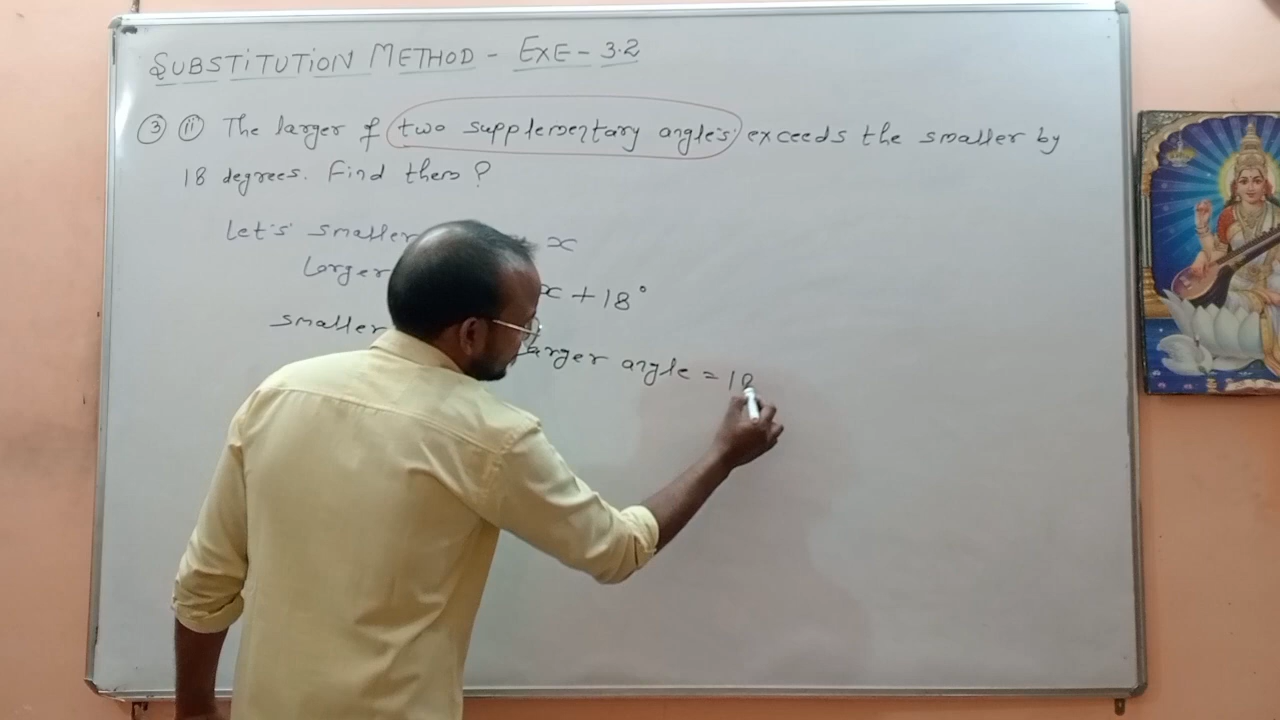 SUBSTITUTION METHOD - EXE - 3.2
③ ⅱ The larger of two supplementary angles exceeds the smaller by
18 degrees. Find them?
Let's smaller x
Larger x + 18°
smaller larger angle = 18